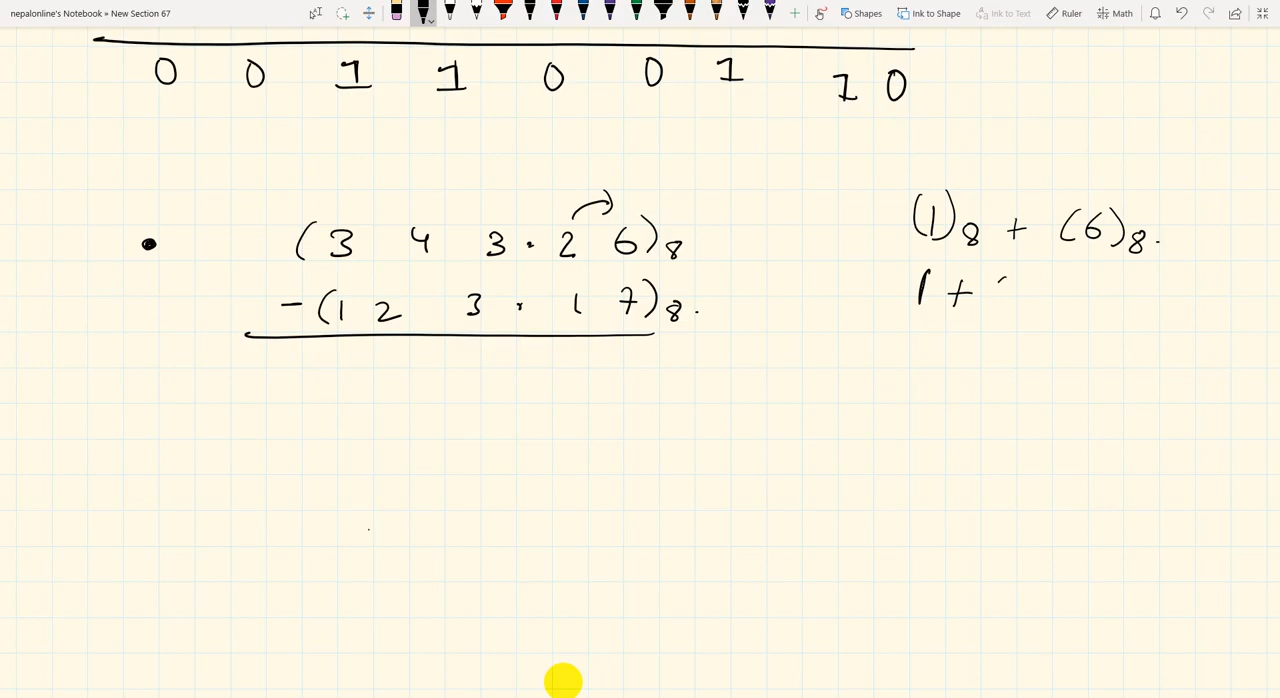 nepalonline's Notebook » New Section 67
Shapes Ink to Shape Ink to Text Ruler Math
0 0 1 1 0 0 1 1 0
(3 4 3 . 2 6)8
-(1 2 3 . 1 7)8.
(1)8 + (6)8.
1 +